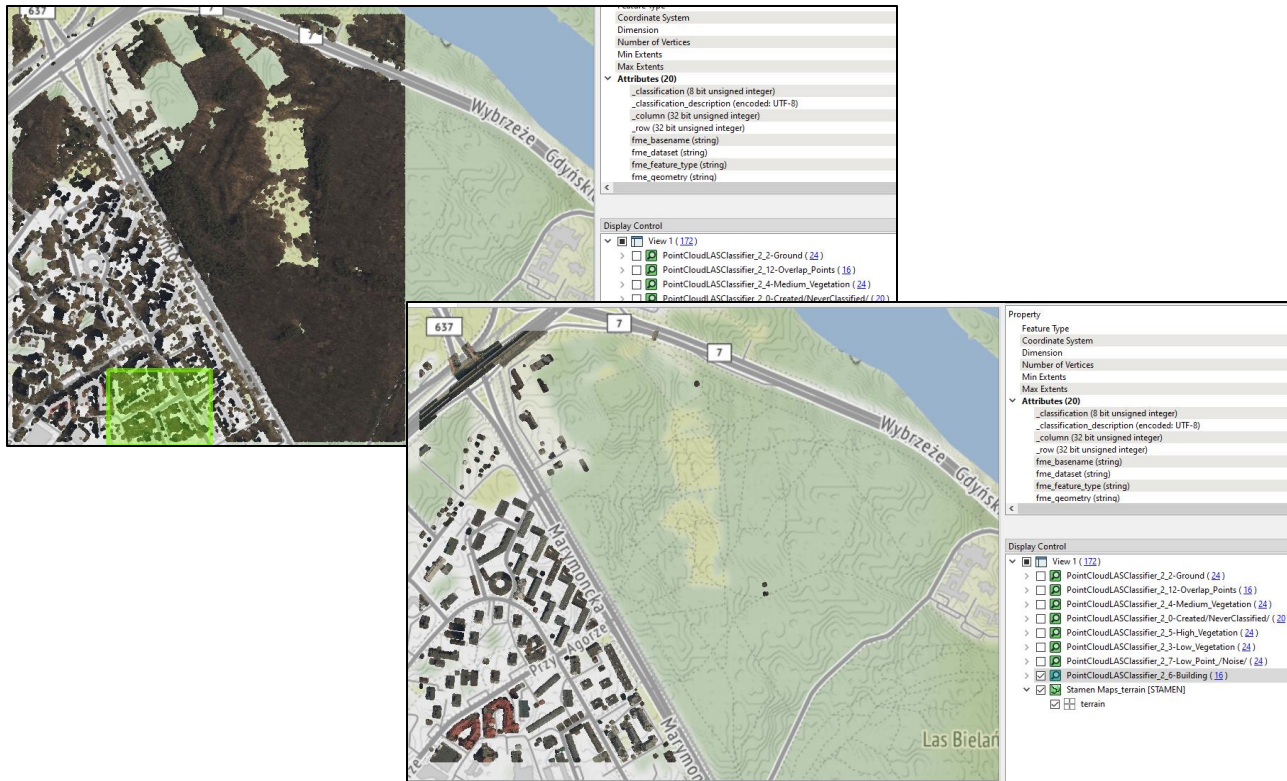 637
7
7
Wybrzeże Gdyńskie
Marymoncka
Coordinate System
Dimension
Number of Vertices
Min Extents
Max Extents
Attributes (20)
_classification (8 bit unsigned integer)
_classification_description (encoded: UTF-8)
_column (32 bit unsigned integer)
_row (32 bit unsigned integer)
fme_basename (string)
fme_dataset (string)
fme_feature_type (string)
fme_geometry (string)
Display Control
View 1 (172)
PointCloudLASClassifier_2_2-Ground (24)
PointCloudLASClassifier_2_12-Overlap_Points (16)
PointCloudLASClassifier_2_4-Medium_Vegetation (24)
PointCloudLASClassifier_2_0-Created/NeverClassified/ (20)
637
7
7
Wybrzeże Gdyńskie
Marymoncka
Przy Agorze
Las Bielań
Property
Feature Type
Coordinate System
Dimension
Number of Vertices
Min Extents
Max Extents
Attributes (20)
_classification (8 bit unsigned integer)
_classification_description (encoded: UTF-8)
_column (32 bit unsigned integer)
_row (32 bit unsigned integer)
fme_basename (string)
fme_dataset (string)
fme_feature_type (string)
fme_geometry (string)
Display Control
View 1 (172)
PointCloudLASClassifier_2_2-Ground (24)
PointCloudLASClassifier_2_12-Overlap_Points (16)
PointCloudLASClassifier_2_4-Medium_Vegetation (24)
PointCloudLASClassifier_2_0-Created/NeverClassified/ (20
PointCloudLASClassifier_2_5-High_Vegetation (24)
PointCloudLASClassifier_2_3-Low_Vegetation (24)
PointCloudLASClassifier_2_7-Low_Point_/Noise/ (24)
PointCloudLASClassifier_2_6-Building (16)
Stamen Maps_terrain [STAMEN]
terrain